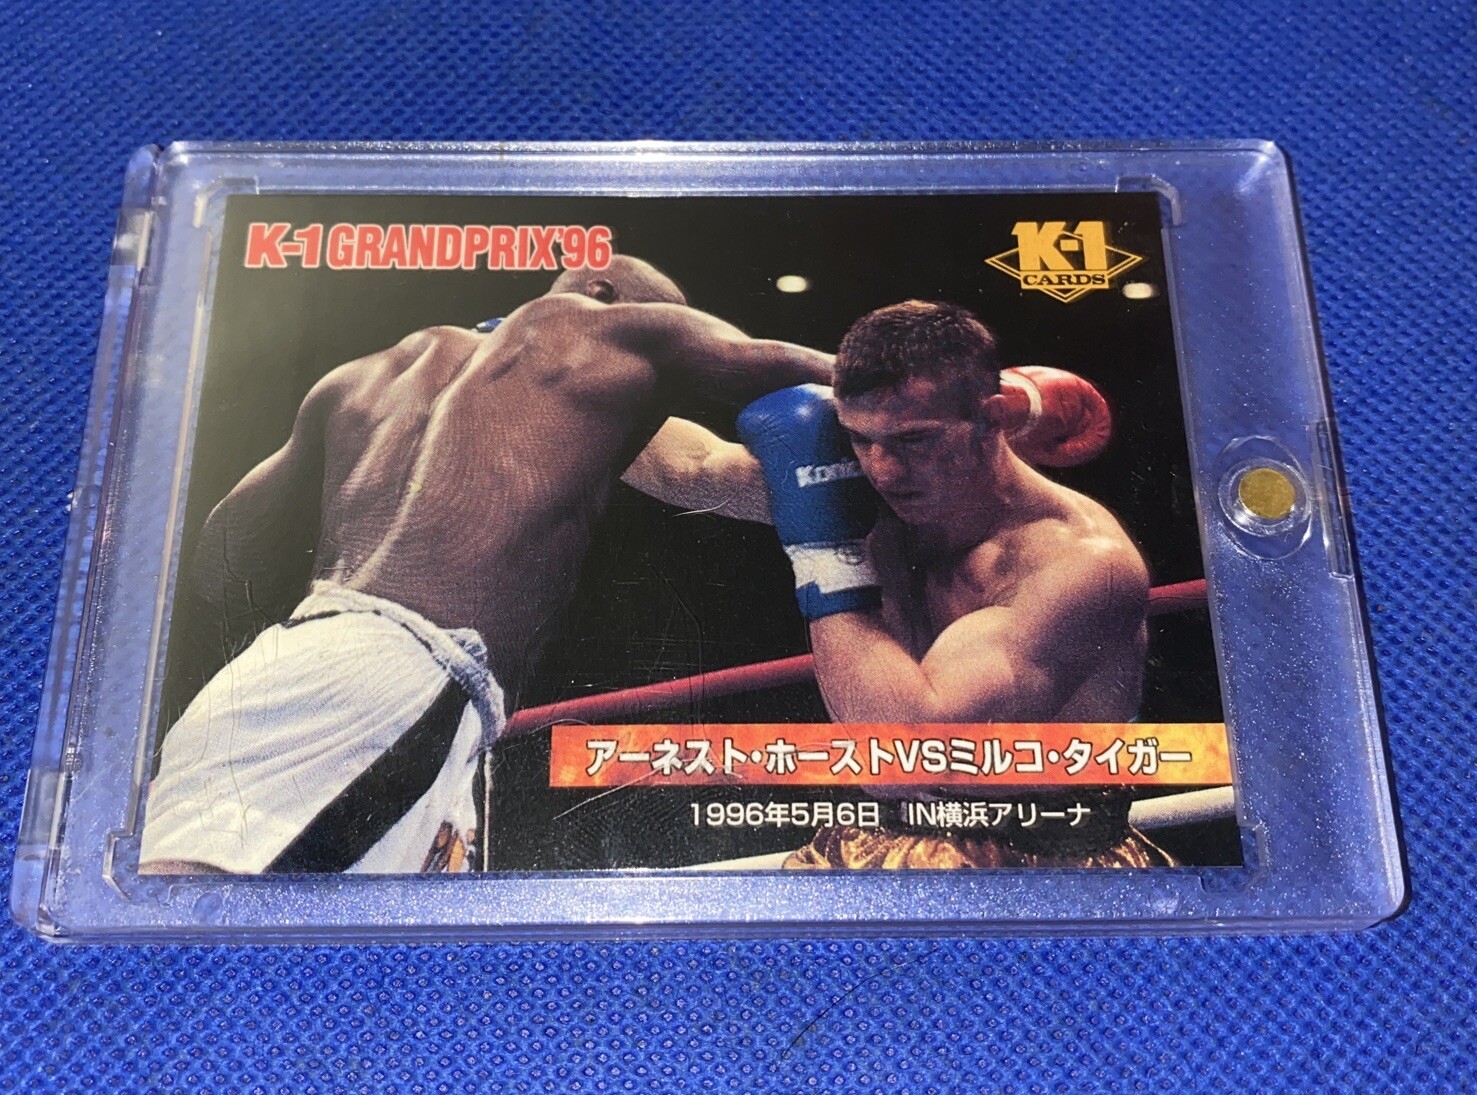 K-1 GRANDPRIX'96
K-1
CARDS
アーネスト・ホーストVSミルコ・タイガー
1996年5月6日 IN横浜アリーナ